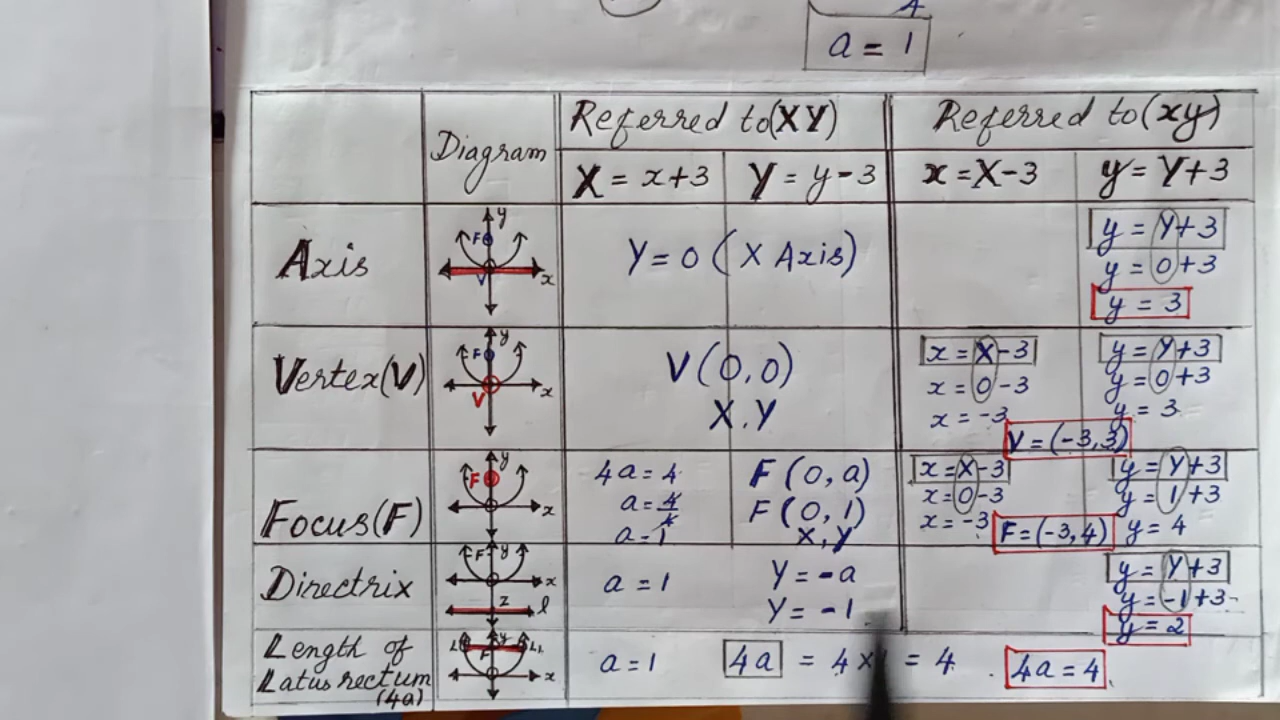 4
a = 1
Diagram
Referred to (XY)
Referred to (xy)
X = x+3
Y = y-3
x = X-3
y = Y+3
Axis
y
F
V
x
Y = 0 ( X Axis)
y = Y+3
y = 0+3
y = 3
Vertex(V)
y
F
V
x
V(0,0)
X.Y
x = X-3
x = 0-3
x = -3
y = Y+3
y = 0+3
y = 3
V = (-3,3)
Focus(F)
y
F
x
4a = 4
a = 4/4
a = 1
F (0, a)
F (0, 1)
X, Y
x = X-3
x = 0-3
x = -3
F = (-3,4)
y = Y+3
y = 1+3
y = 4
Directrix
F
y
x
Z
l
a = 1
Y = -a
Y = -1
y = Y+3
y = -1+3
y = 2
Length of
Latus rectum
(4a)
y
F
L1
x
a = 1
4a = 4 x = 4
4a = 4